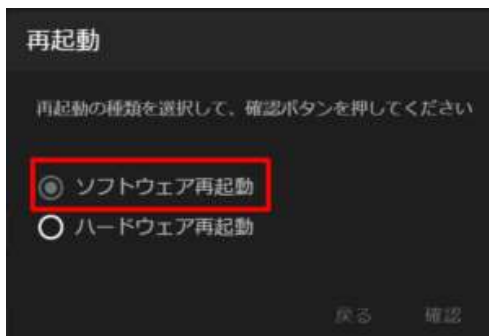 再起動
再起動の種類を選択して、確認ボタンを押してください
ソフトウェア再起動
ハードウェア再起動
戻る 確認